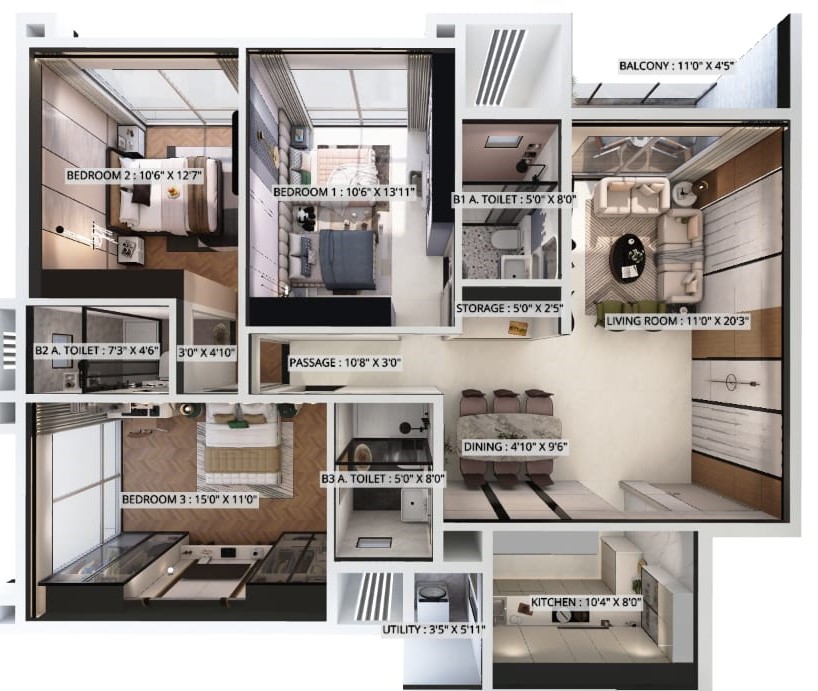 BALCONY : 11'0" X 4'5"
BEDROOM 2 : 10'6" X 12'7"
BEDROOM 1 : 10'6" X 13'11"
B1 A. TOILET : 5'0" X 8'0"
STORAGE : 5'0" X 2'5"
LIVING ROOM : 11'0" X 20'3"
B2 A. TOILET : 7'3" X 4'6"
3'0" X 4'10"
PASSAGE : 10'8" X 3'0"
DINING : 4'10" X 9'6"
B3 A. TOILET : 5'0" X 8'0"
BEDROOM 3 : 15'0" X 11'0"
KITCHEN : 10'4" X 8'0"
UTILITY : 3'5" X 5'11"